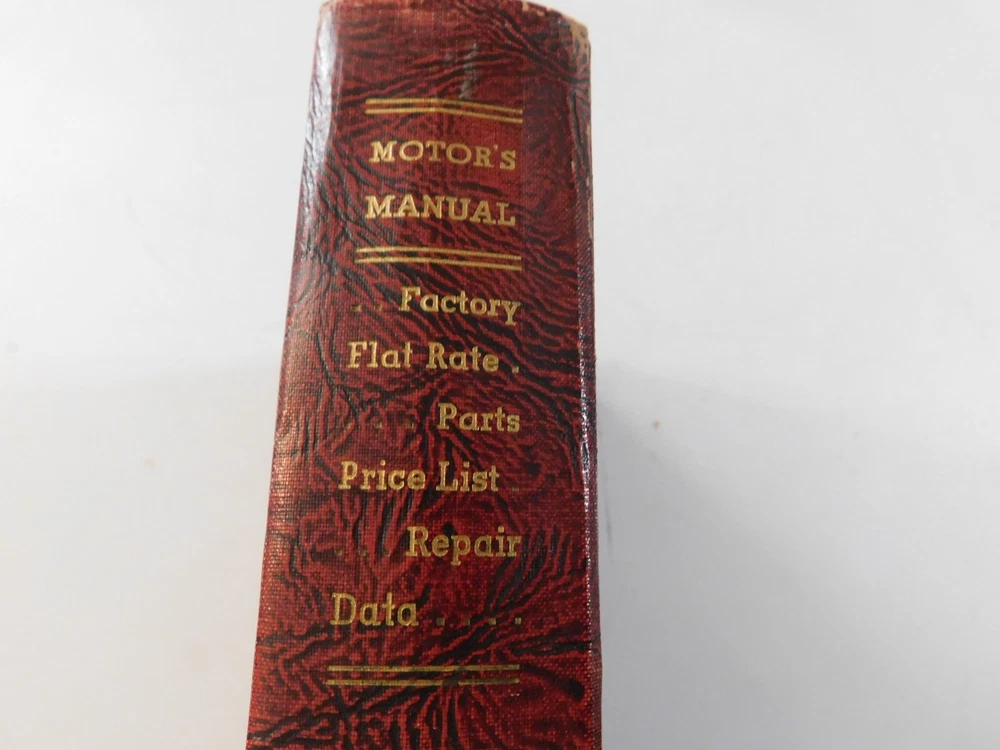 MOTOR'S
MANUAL
. . Factory
Flat Rate .
. . . Parts
Price List .
. . . Repair
Data . . . .